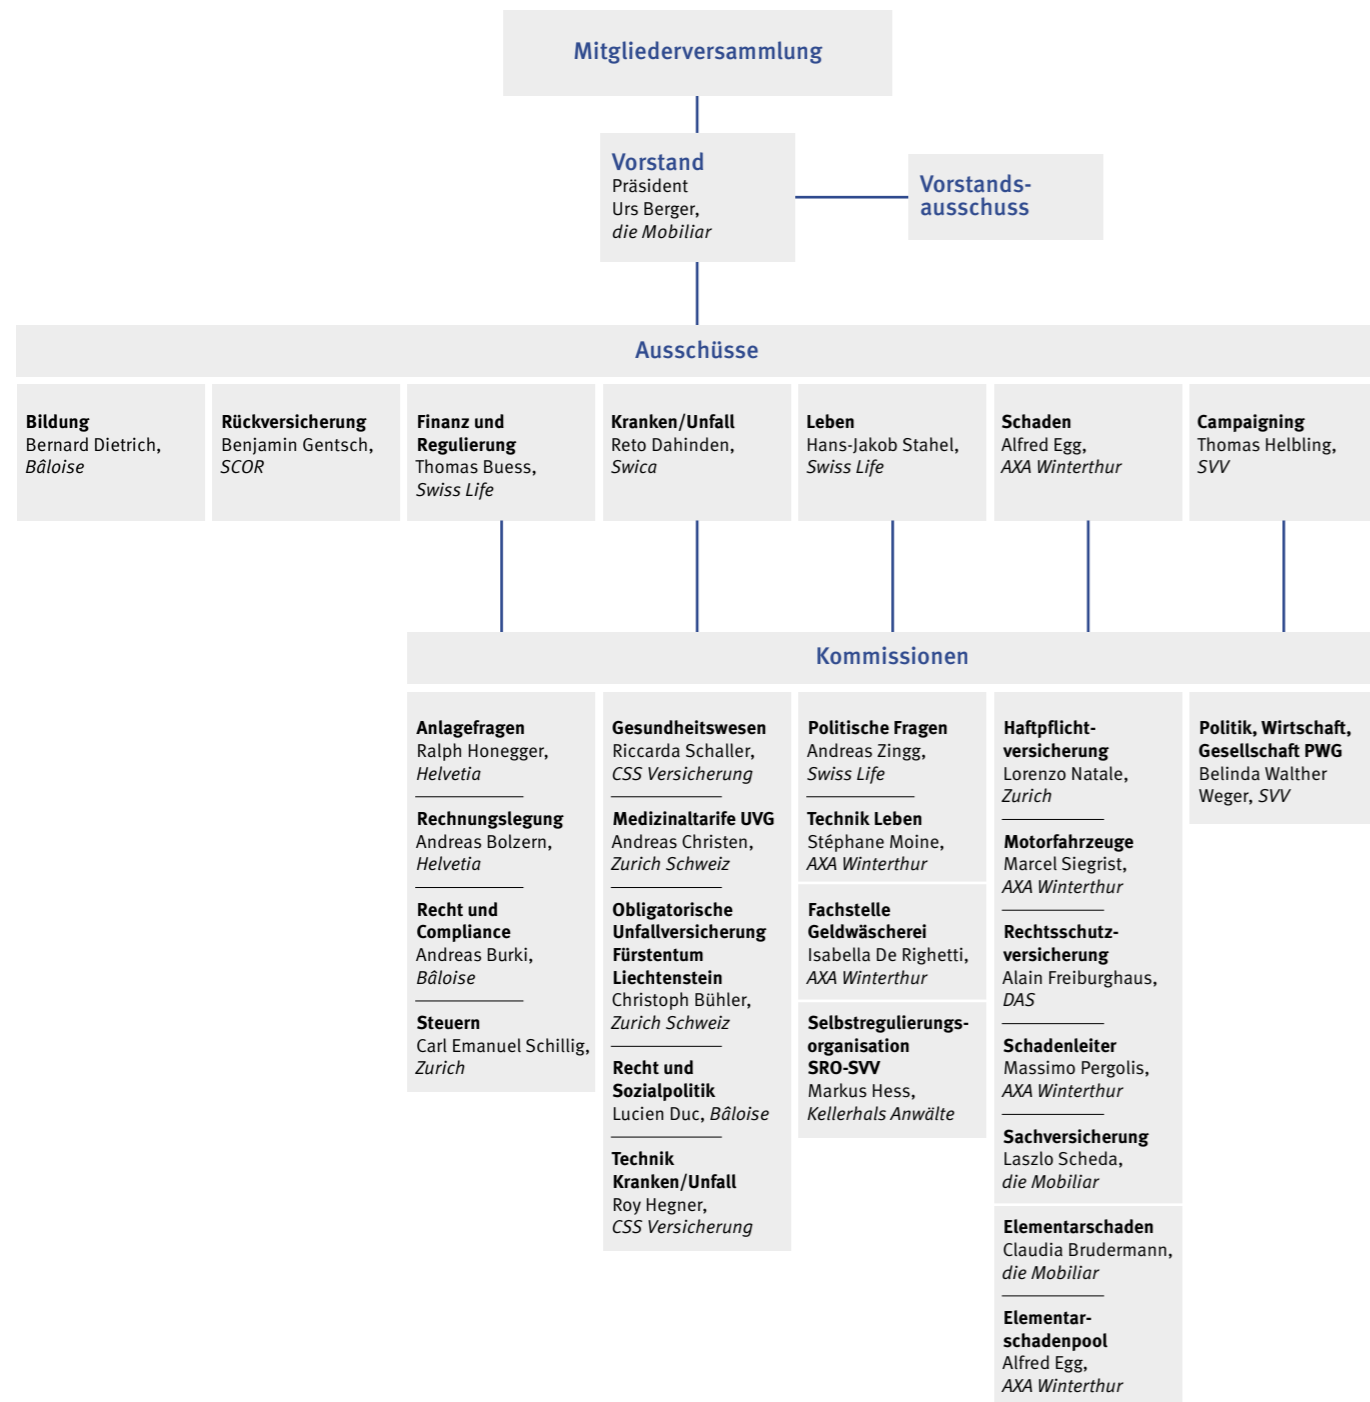 Mitgliederversammlung
Vorstand
Präsident
Urs Berger,
die Mobiliar
Vorstands-
ausschuss
Ausschüsse
Bildung
Bernard Dietrich,
Bâloise
Rückversicherung
Benjamin Gentsch,
SCOR
Finanz und
Regulierung
Thomas Buess,
Swiss Life
Kranken/Unfall
Reto Dahinden,
Swica
Leben
Hans-Jakob Stahel,
Swiss Life
Schaden
Alfred Egg,
AXA Winterthur
Campaigning
Thomas Helbling,
SVV
Kommissionen
Anlagefragen
Ralph Honegger,
Helvetia
Rechnungslegung
Andreas Bolzern,
Helvetia
Recht und
Compliance
Andreas Burki,
Bâloise
Steuern
Carl Emanuel Schillig,
Zurich
Gesundheitswesen
Riccarda Schaller,
CSS Versicherung
Medizinaltarife UVG
Andreas Christen,
Zurich Schweiz
Obligatorische
Unfallversicherung
Fürstentum
Liechtenstein
Christoph Bühler,
Zurich Schweiz
Recht und
Sozialpolitik
Lucien Duc, Bâloise
Technik
Kranken/Unfall
Roy Hegner,
CSS Versicherung
Politische Fragen
Andreas Zingg,
Swiss Life
Technik Leben
Stéphane Moine,
AXA Winterthur
Fachstelle
Geldwäscherei
Isabella De Righetti,
AXA Winterthur
Selbstregulierungs-
organisation
SRO-SVV
Markus Hess,
Kellerhals Anwälte
Haftpflicht-
versicherung
Lorenzo Natale,
Zurich
Motorfahrzeuge
Marcel Siegrist,
AXA Winterthur
Rechtsschutz-
versicherung
Alain Freiburghaus,
DAS
Schadenleiter
Massimo Pergolis,
AXA Winterthur
Sachversicherung
Laszlo Scheda,
die Mobiliar
Elementarschaden
Claudia Brudermann,
die Mobiliar
Elementar-
schadenpool
Alfred Egg,
AXA Winterthur
Politik, Wirtschaft,
Gesellschaft PWG
Belinda Walther
Weger, SVV